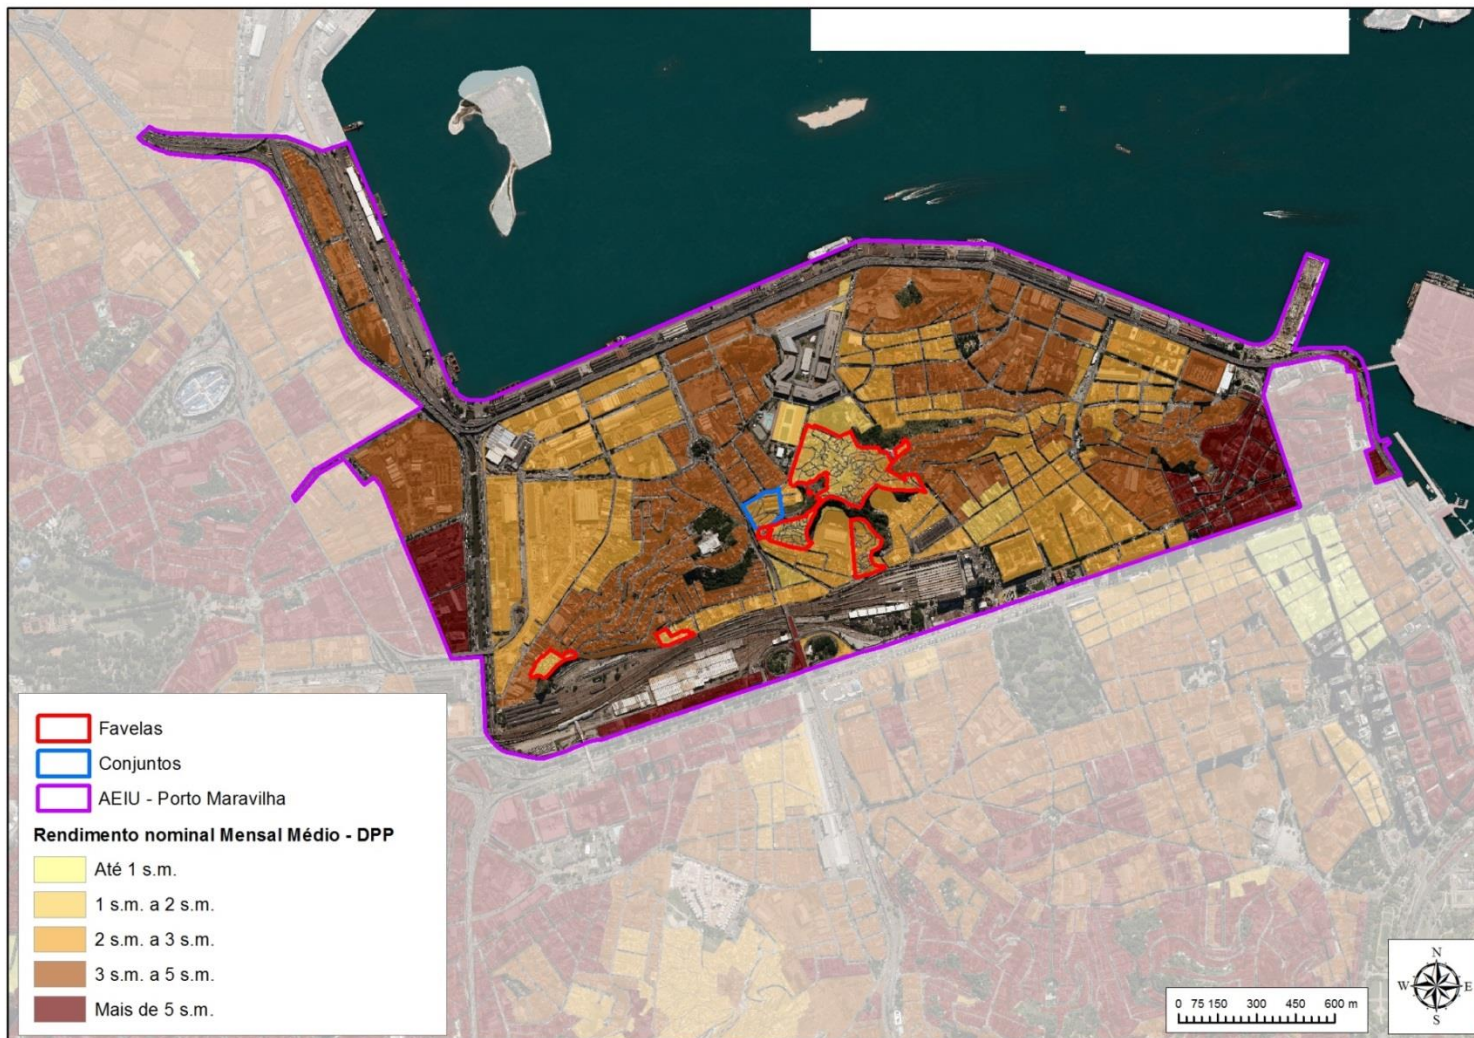 Favelas
Conjuntos
AEIU - Porto Maravilha
Rendimento nominal Mensal Médio - DPP
Até 1 s.m.
1 s.m. a 2 s.m.
2 s.m. a 3 s.m.
3 s.m. a 5 s.m.
Mais de 5 s.m.
0 75 150 300 450 600 m
N
W E
S